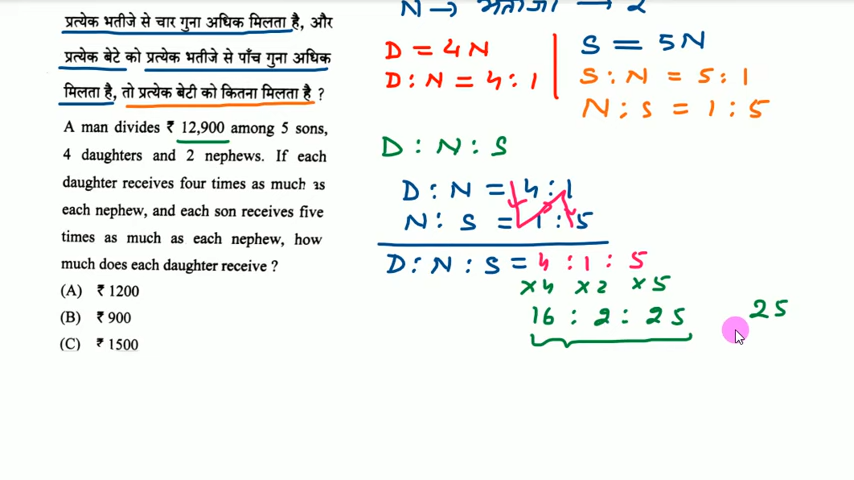 N → भतीजा → 2
प्रत्येक भतीजे से चार गुना अधिक मिलता है, और
प्रत्येक बेटे को प्रत्येक भतीजे से पाँच गुना अधिक
मिलता है, तो प्रत्येक बेटी को कितना मिलता है ?
A man divides ₹ 12,900 among 5 sons,
4 daughters and 2 nephews. If each
daughter receives four times as much as
each nephew, and each son receives five
times as much as each nephew, how
much does each daughter receive ?
(A) ₹ 1200
(B) ₹ 900
(C) ₹ 1500
D = 4N
D : N = 4 : 1
S = 5N
S : N = 5 : 1
N : S = 1 : 5
D : N : S
D : N = 4 : 1
N : S = 1 : 5
D : N : S = 4 : 1 : 5
×4 ×2 ×5
16 : 2 : 25
25